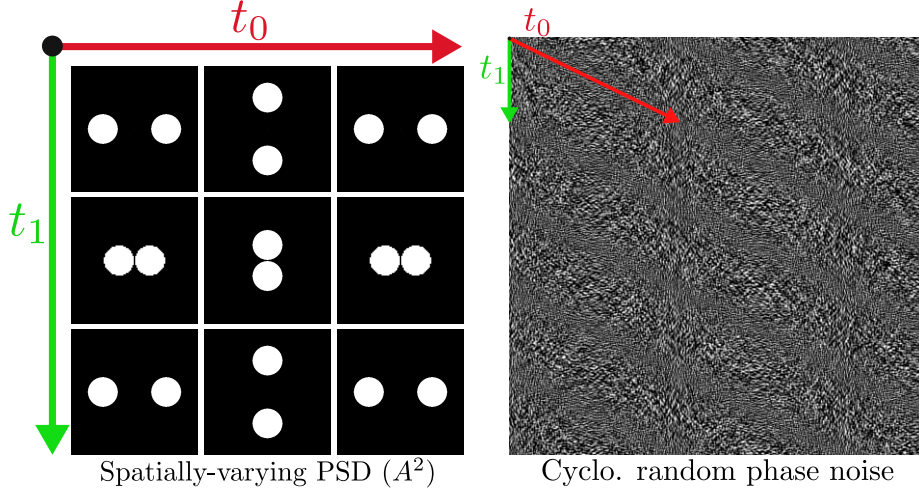 t₀
t₁
t₀
t₁
Spatially-varying PSD (A²)
Cyclo. random phase noise